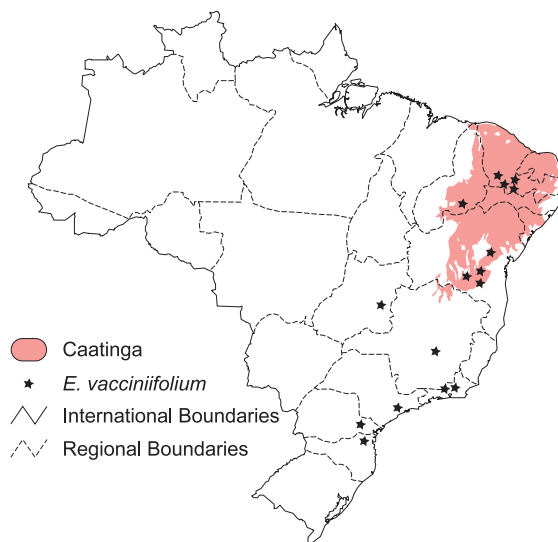 Caatinga
E. vacciniifolium
International Boundaries
Regional Boundaries